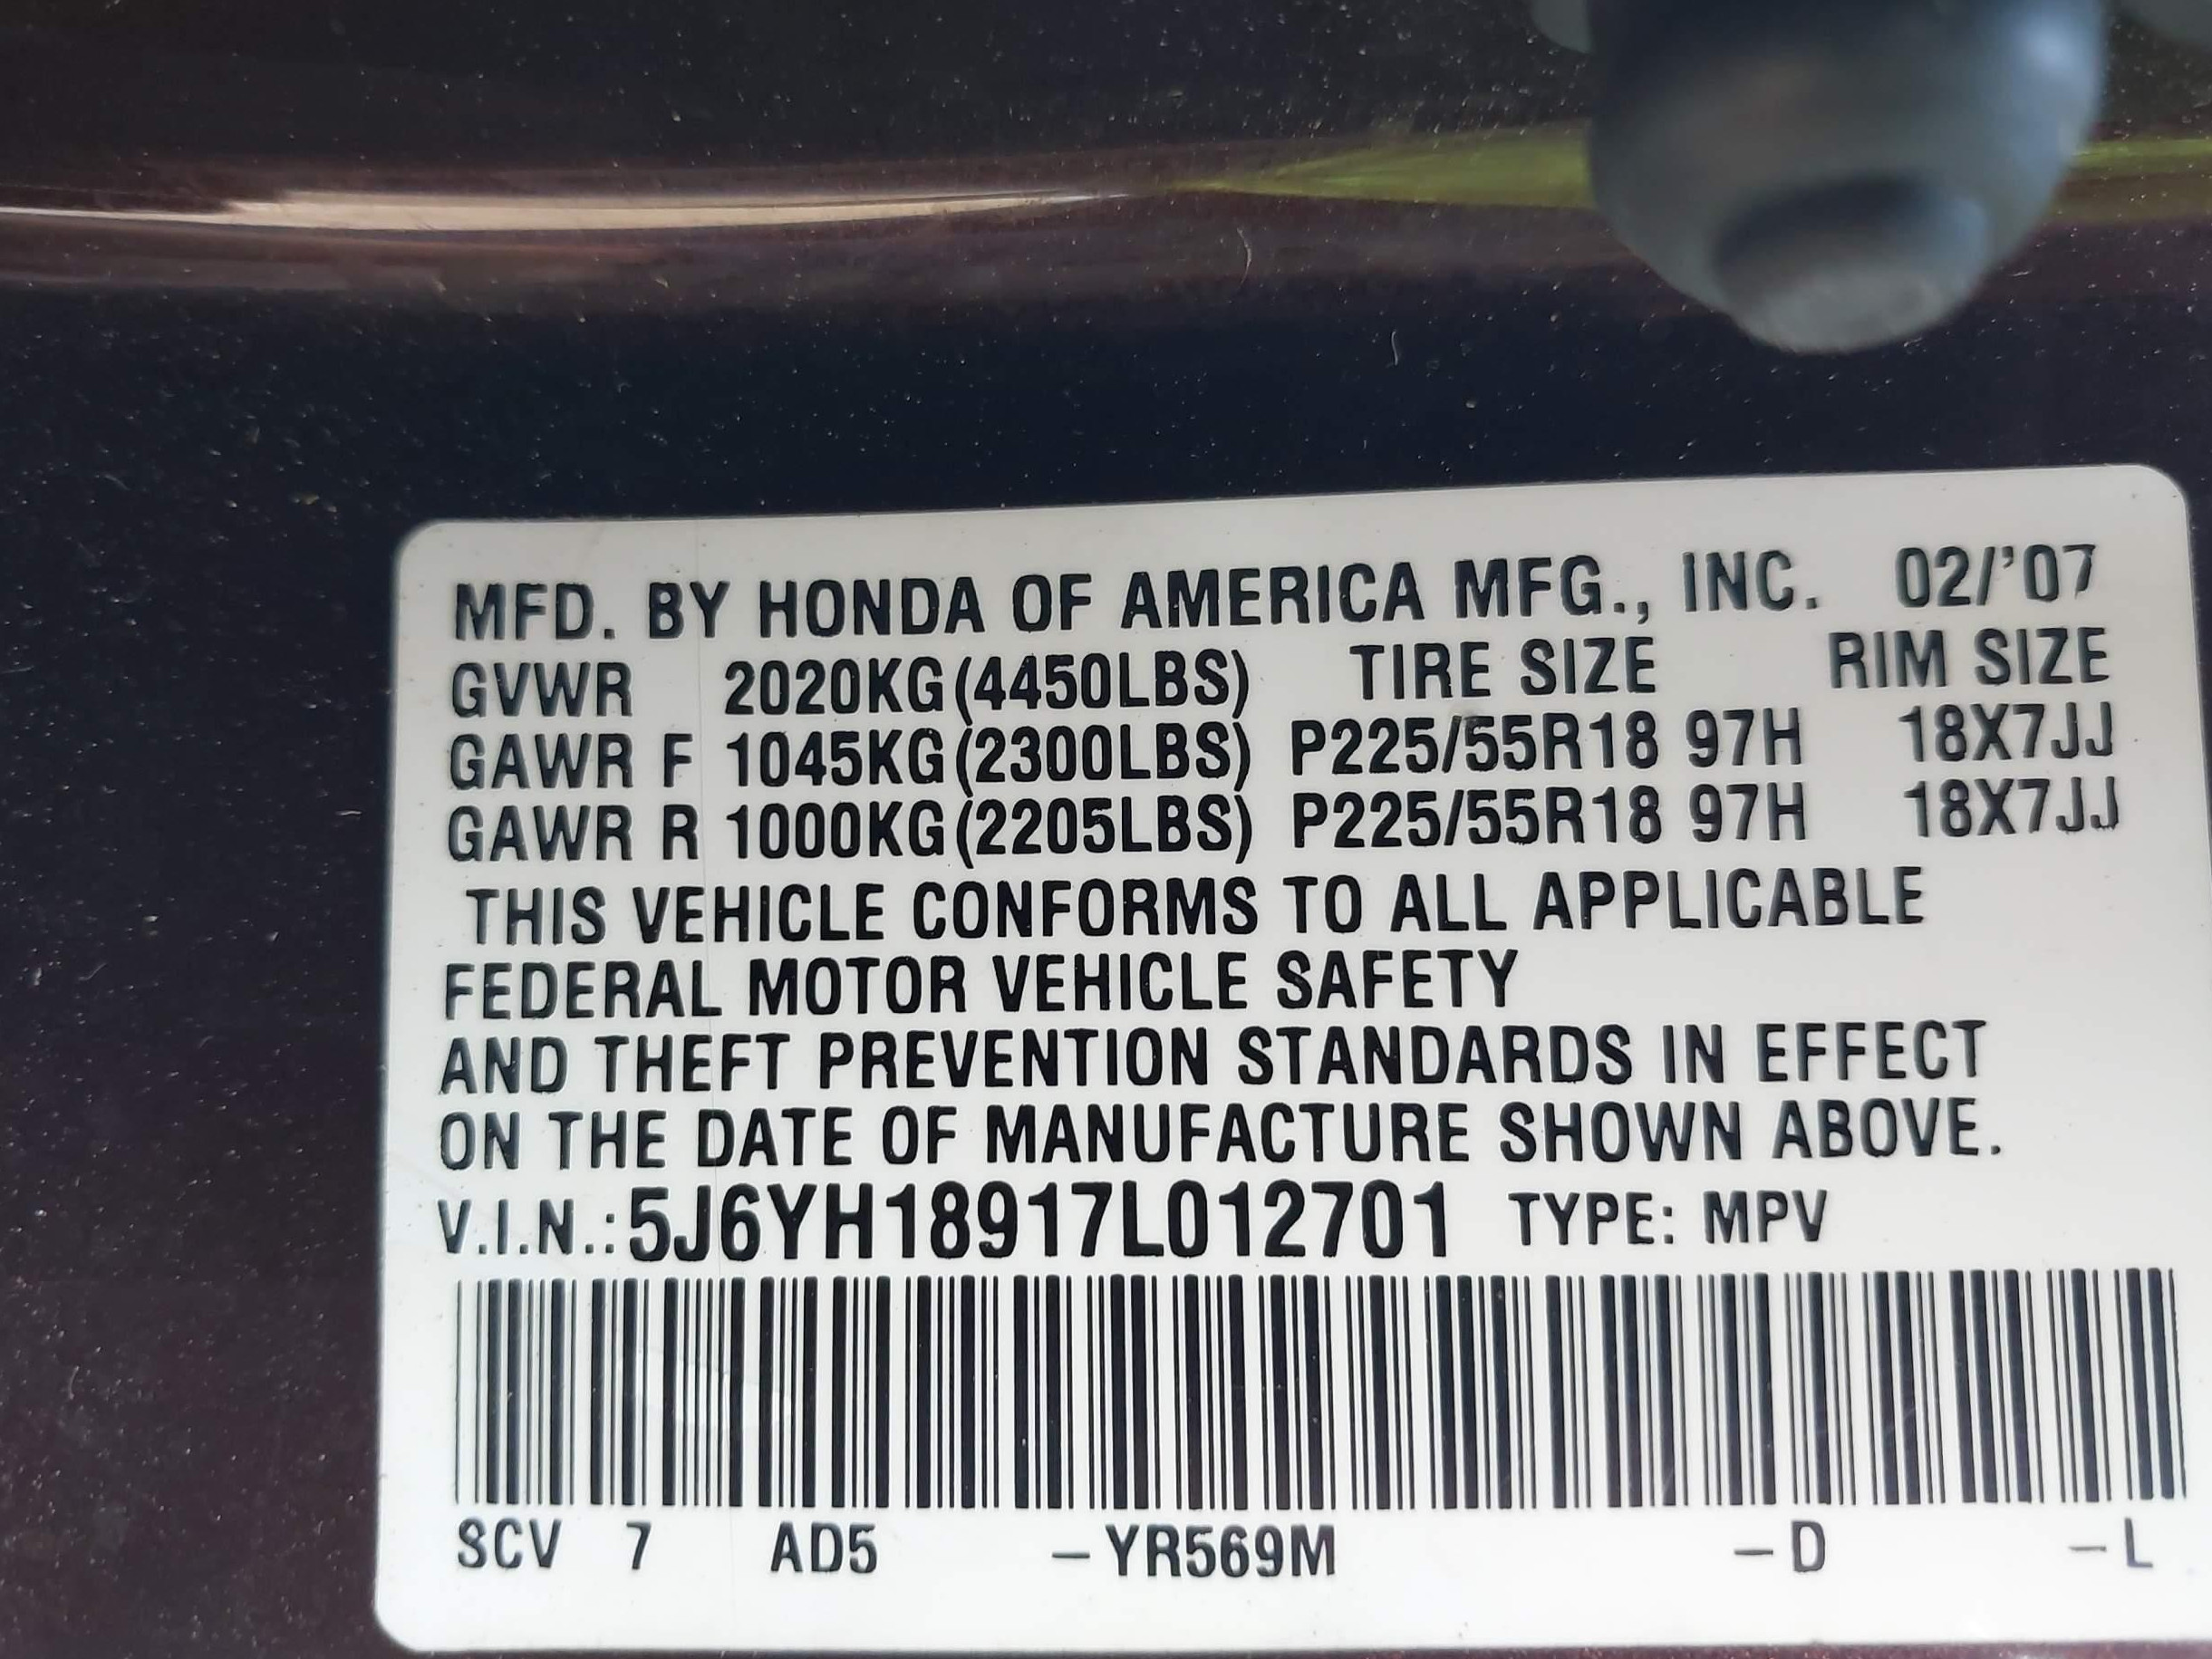 MFD. BY HONDA OF AMERICA MFG., INC. 02/'07
GVWR 2020KG(4450LBS) TIRE SIZE RIM SIZE
GAWR F 1045KG(2300LBS) P225/55R18 97H 18X7JJ
GAWR R 1000KG(2205LBS) P225/55R18 97H 18X7JJ
THIS VEHICLE CONFORMS TO ALL APPLICABLE
FEDERAL MOTOR VEHICLE SAFETY
AND THEFT PREVENTION STANDARDS IN EFFECT
ON THE DATE OF MANUFACTURE SHOWN ABOVE.
V.I.N.:5J6YH18917L012701 TYPE: MPV
SCV 7 AD5 –YR569M –D –L